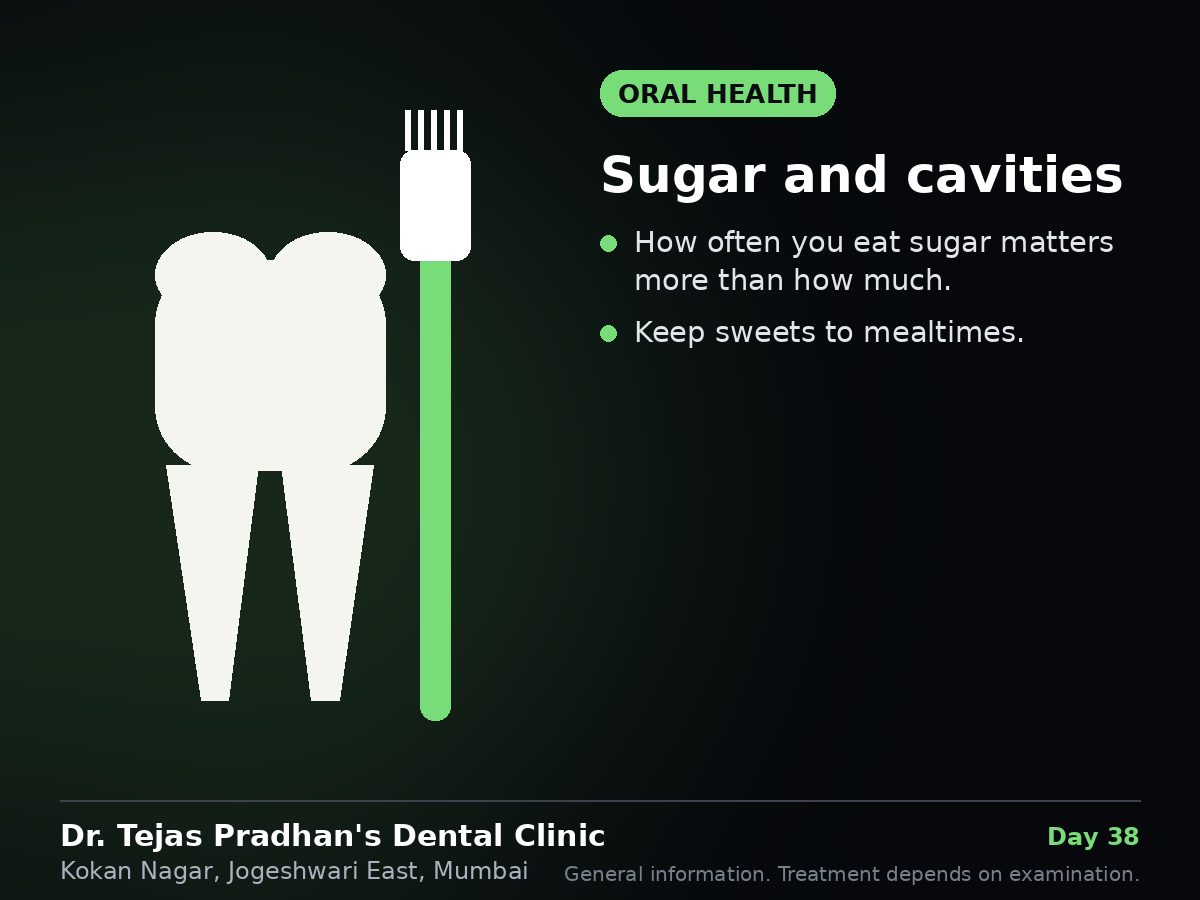 ORAL HEALTH
Sugar and cavities
How often you eat sugar matters
more than how much.
Keep sweets to mealtimes.
Dr. Tejas Pradhan's Dental Clinic
Day 38
Kokan Nagar, Jogeshwari East, Mumbai
General information. Treatment depends on examination.